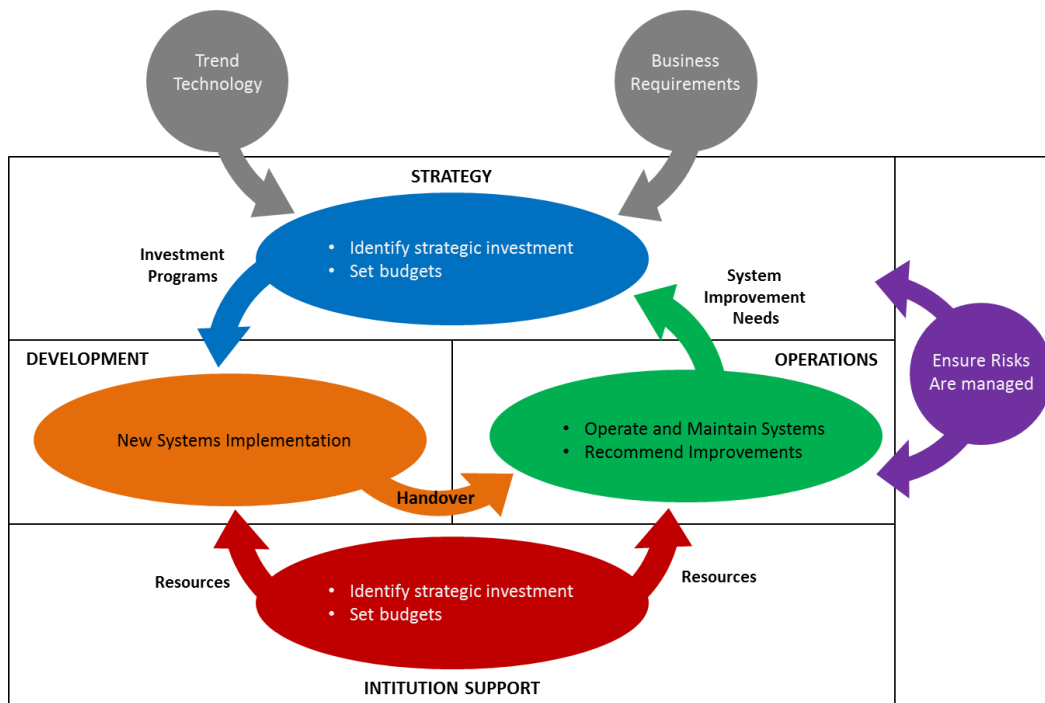 Trend
Technology
Business
Requirements
STRATEGY
• Identify strategic investment
• Set budgets
Investment
Programs
System
Improvement
Needs
DEVELOPMENT
OPERATIONS
Ensure Risks
Are managed
New Systems Implementation
• Operate and Maintain Systems
• Recommend Improvements
Handover
Resources
• Identify strategic investment
• Set budgets
Resources
INTITUTION SUPPORT